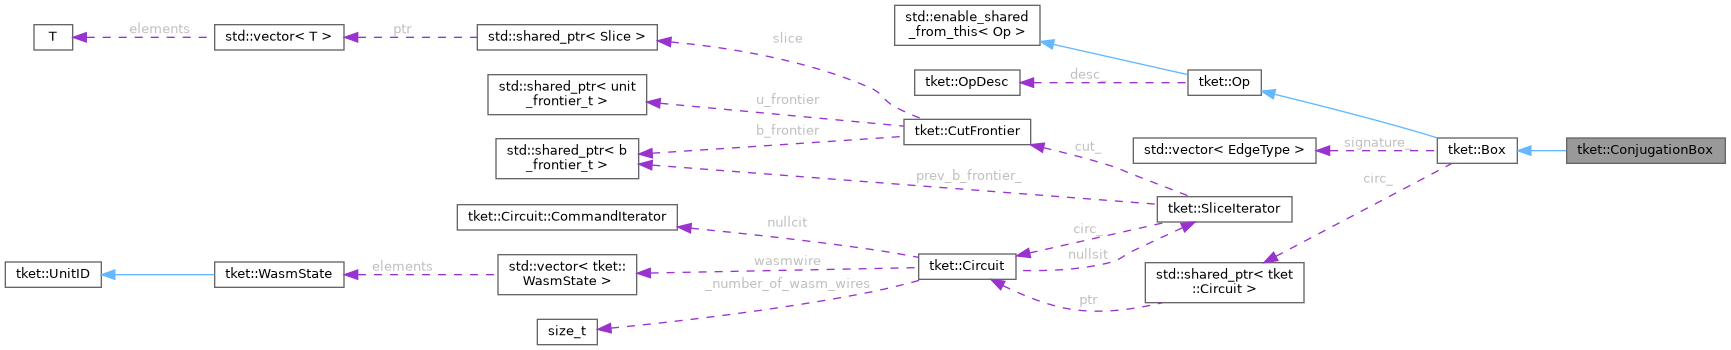 std::enable_shared
_from_this< Op >
T
elements
std::vector< T >
ptr
std::shared_ptr< Slice >
slice
tket::OpDesc
desc_
tket::Op
std::shared_ptr< unit
_frontier_t >
u_frontier
b_frontier
tket::CutFrontier
std::shared_ptr< b
_frontier_t >
cut_
std::vector< EdgeType >
signature_
tket::Box
tket::ConjugationBox
prev_b_frontier_
circ_
tket::Circuit::CommandIterator
nullcit
tket::SliceIterator
circ_
nullsit
tket::UnitID
tket::WasmState
elements
std::vector< tket::
WasmState >
wasmwire
tket::Circuit
std::shared_ptr< tket
::Circuit >
_number_of_wasm_wires
ptr
size_t